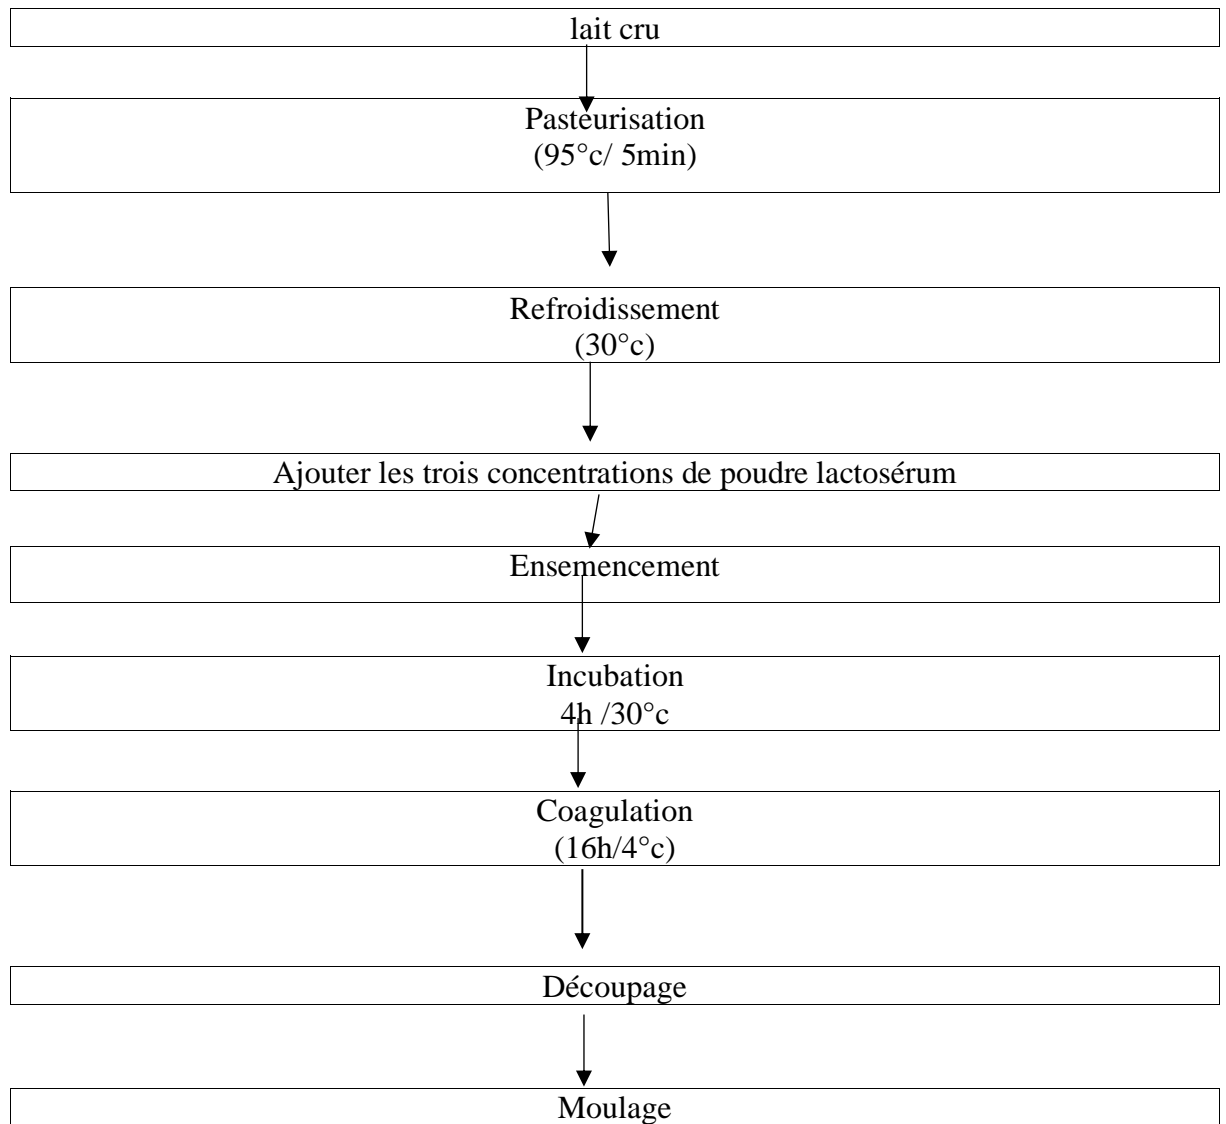 lait cru
Pasteurisation
(95°c/ 5min)
Refroidissement
(30°c)
Ajouter les trois concentrations de poudre lactosérum
Ensemencement
Incubation
4h /30°c
Coagulation
(16h/4°c)
Découpage
Moulage